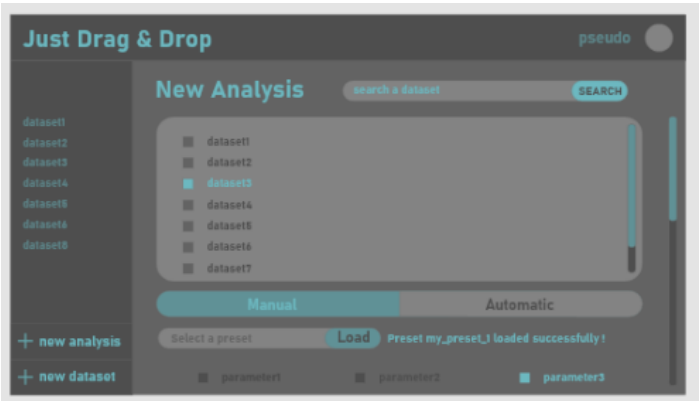 Just Drag & Drop
pseudo
New Analysis
search a dataset
SEARCH
dataset1
dataset2
dataset3
dataset4
dataset5
dataset6
dataset8
dataset1
dataset2
dataset3
dataset4
dataset5
dataset6
dataset7
Manual
Automatic
Select a preset
Load
Preset my_preset_1 loaded successfully!
+ new analysis
+ new dataset
parameter1
parameter2
parameter3